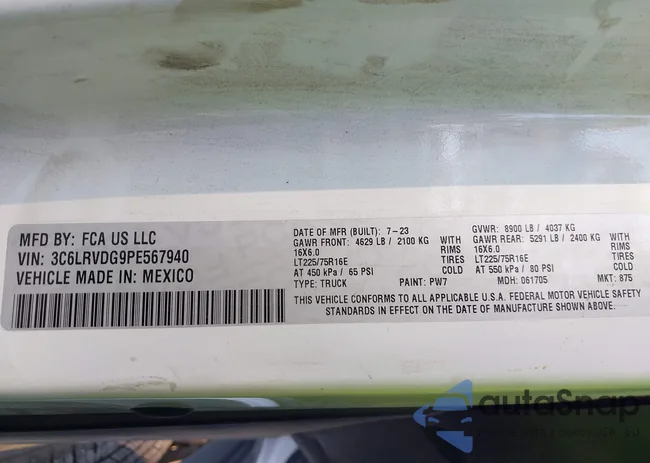 MFD BY: FCA US LLC
VIN: 3C6LRVDG9PE567940
VEHICLE MADE IN: MEXICO
DATE OF MFR (BUILT): 7-23
GVWR: 8900 LB / 4037 KG
GAWR FRONT: 4629 LB / 2100 KG WITH
GAWR REAR: 5291 LB / 2400 KG WITH
16X6.0 RIMS
16X6.0 RIMS
LT225/75R16E TIRES
LT225/75R16E TIRES
AT 450 kPa / 65 PSI COLD
AT 550 kPa / 80 PSI COLD
TYPE: TRUCK PAINT: PW7 MDH: 061705 MKT: 875
THIS VEHICLE CONFORMS TO ALL APPLICABLE U.S.A. FEDERAL MOTOR VEHICLE SAFETY
STANDARDS IN EFFECT ON THE DATE OF MANUFACTURE SHOWN ABOVE.
autoSnap